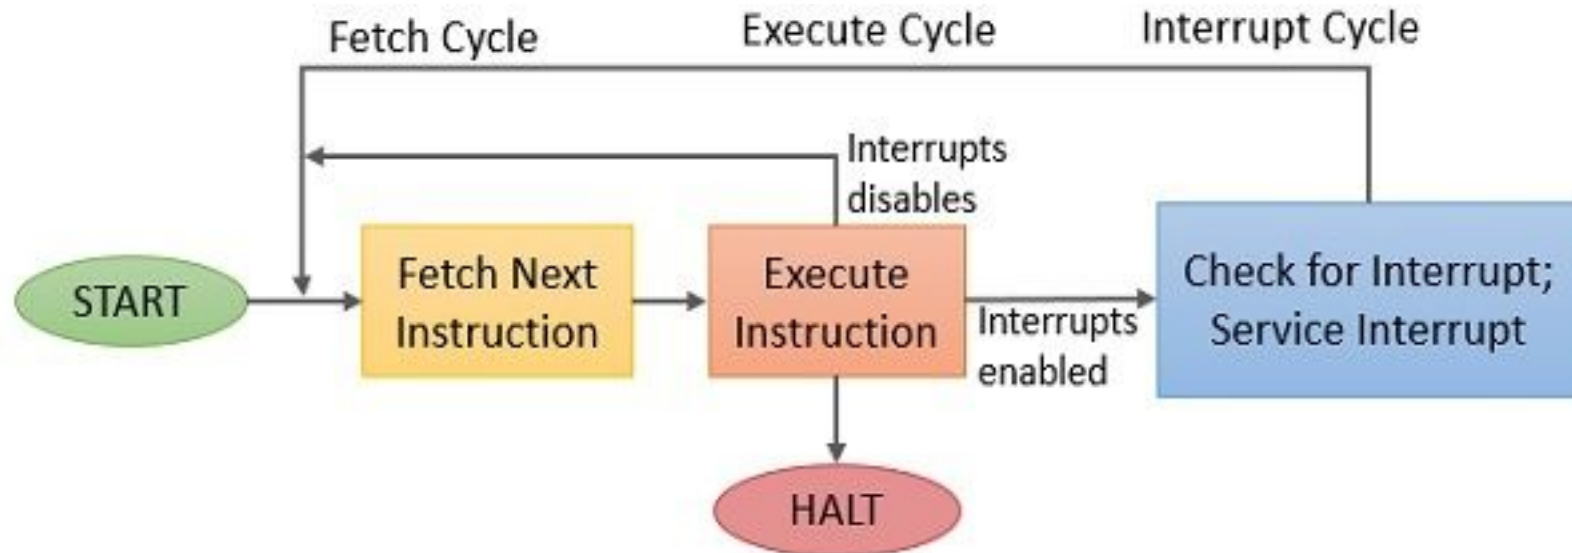 Fetch Cycle
Execute Cycle
Interrupt Cycle
Interrupts
disables
START
Fetch Next
Instruction
Execute
Instruction
Interrupts
enabled
Check for Interrupt;
Service Interrupt
HALT